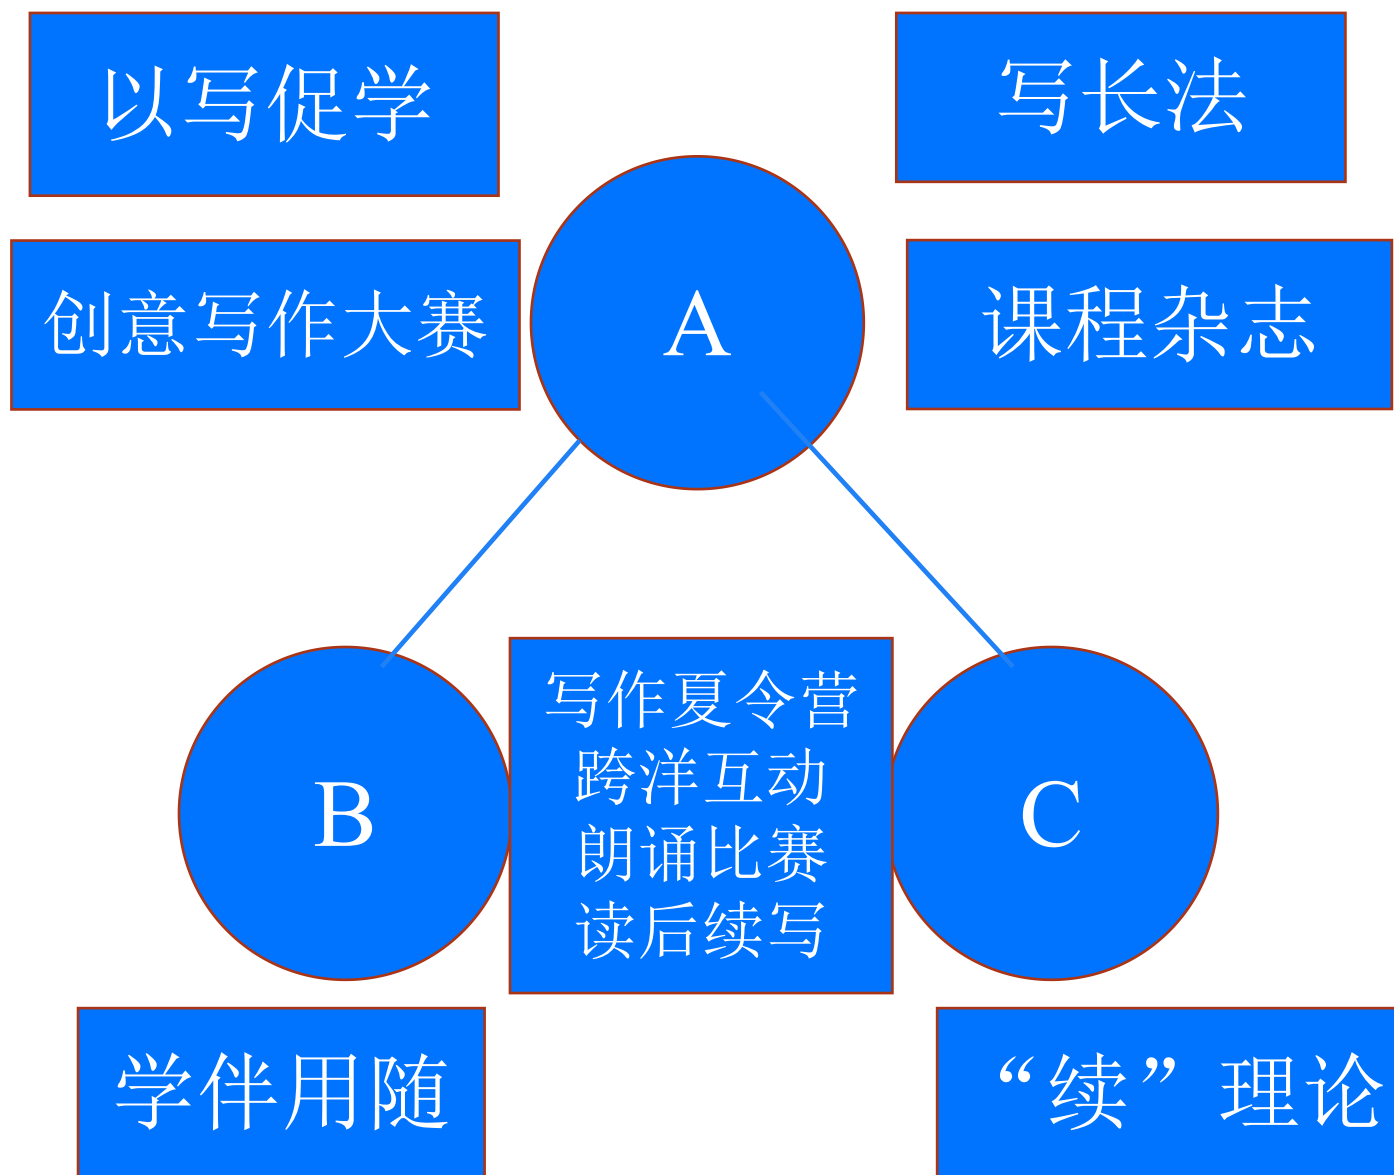 以写促学
写长法
创意写作大赛
A
课程杂志
B
写作夏令营
跨洋互动
朗诵比赛
读后续写
C
学伴用随
“续”理论